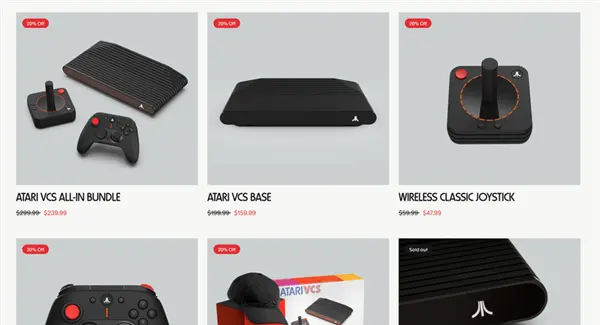 20% Off
20% Off
20% Off
ATARI VCS ALL-IN BUNDLE
$299.99 $239.99
ATARI VCS BASE
$199.99 $159.99
WIRELESS CLASSIC JOYSTICK
$59.99 $47.99
20% Off
20% Off
Sold out
ATARI VCS